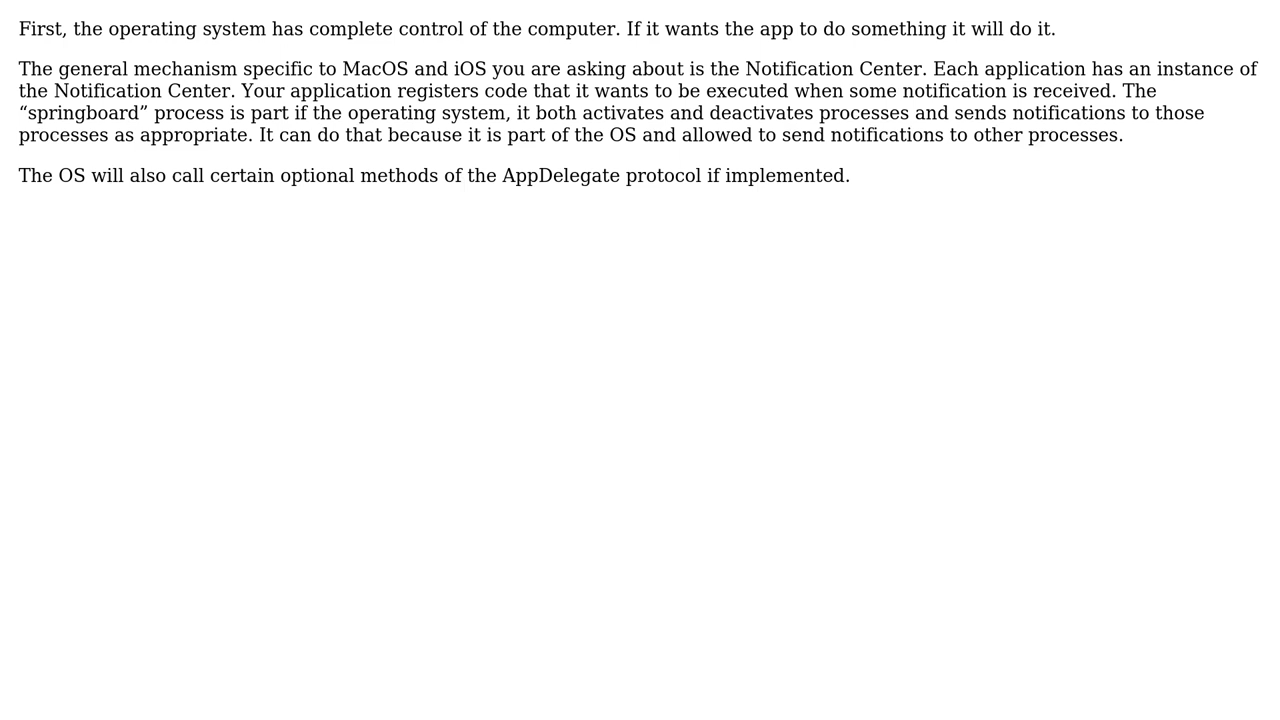 First, the operating system has complete control of the computer. If it wants the app to do something it will do it.
The general mechanism specific to MacOS and iOS you are asking about is the Notification Center. Each application has an instance of
the Notification Center. Your application registers code that it wants to be executed when some notification is received. The
“springboard” process is part if the operating system, it both activates and deactivates processes and sends notifications to those
processes as appropriate. It can do that because it is part of the OS and allowed to send notifications to other processes.
The OS will also call certain optional methods of the AppDelegate protocol if implemented.